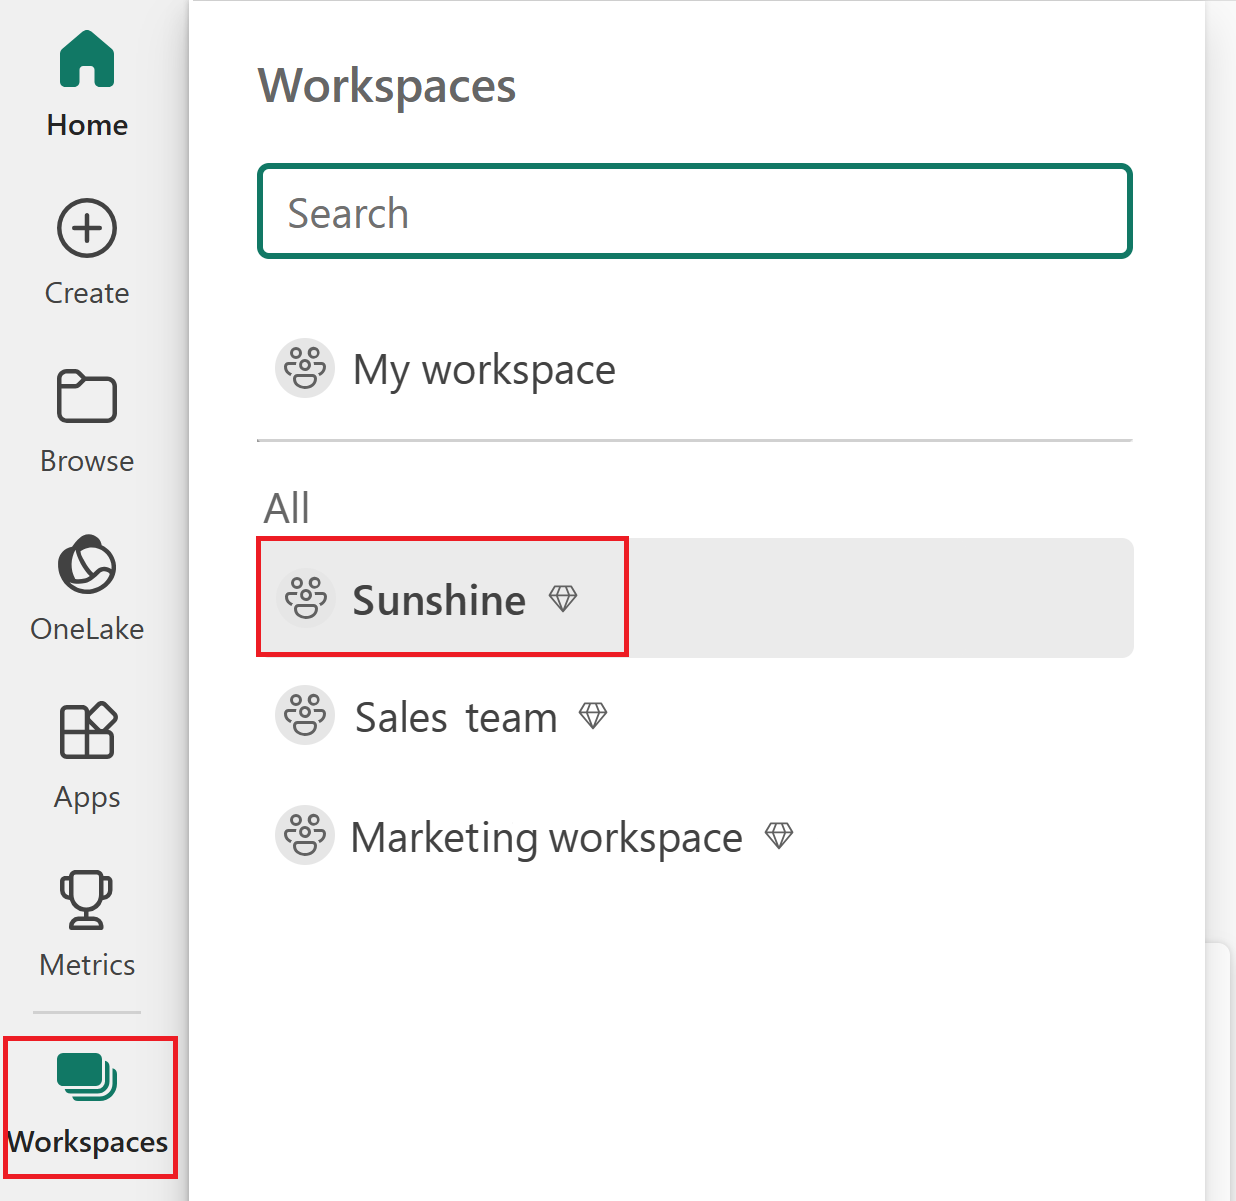 Home
Create
Browse
OneLake
Apps
Metrics
Workspaces
Workspaces
Search
My workspace
All
Sunshine
Sales team
Marketing workspace